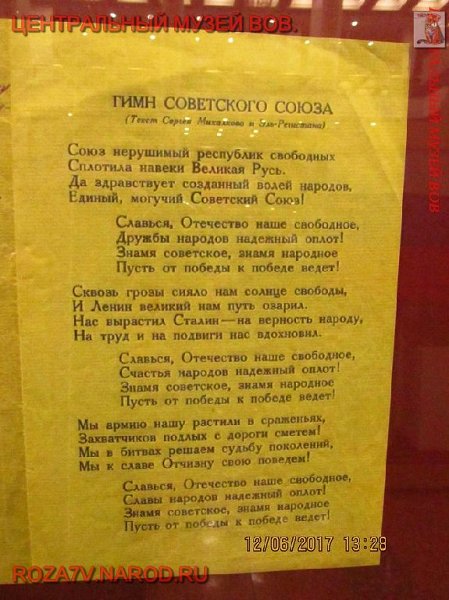 ЦЕНТРАЛЬНЫЙ МУЗЕЙ ВОВ.
ГИМН СОВЕТСКОГО СОЮЗА
(Текст Сергея Михалкова и Эль-Регистана)
Союз нерушимый республик свободных
Сплотила навеки Великая Русь.
Да здравствует созданный волей народов,
Единый, могучий Советский Союз!
Славься, Отечество наше свободное,
Дружбы народов надежный оплот!
Знамя советское, знамя народное
Пусть от победы к победе ведет!
Сквозь грозы сияло нам солнце свободы,
И Ленин великий нам путь озарил.
Нас вырастил Сталин — на верность народу,
На труд и на подвиги нас вдохновил.
Славься, Отечество наше свободное,
Счастья народов надежный оплот!
Знамя советское, знамя народное
Пусть от победы к победе ведет!
Мы армию нашу растили в сраженьях,
Захватчиков подлых с дороги сметем!
Мы в битвах решаем судьбу поколений,
Мы к славе Отчизну свою поведем!
Славься, Отечество наше свободное,
Славы народов надежный оплот!
Знамя советское, знамя народное
Пусть от победы к победе ведет!
12/06/2017 13:28
ROZA7V.NAROD.RU